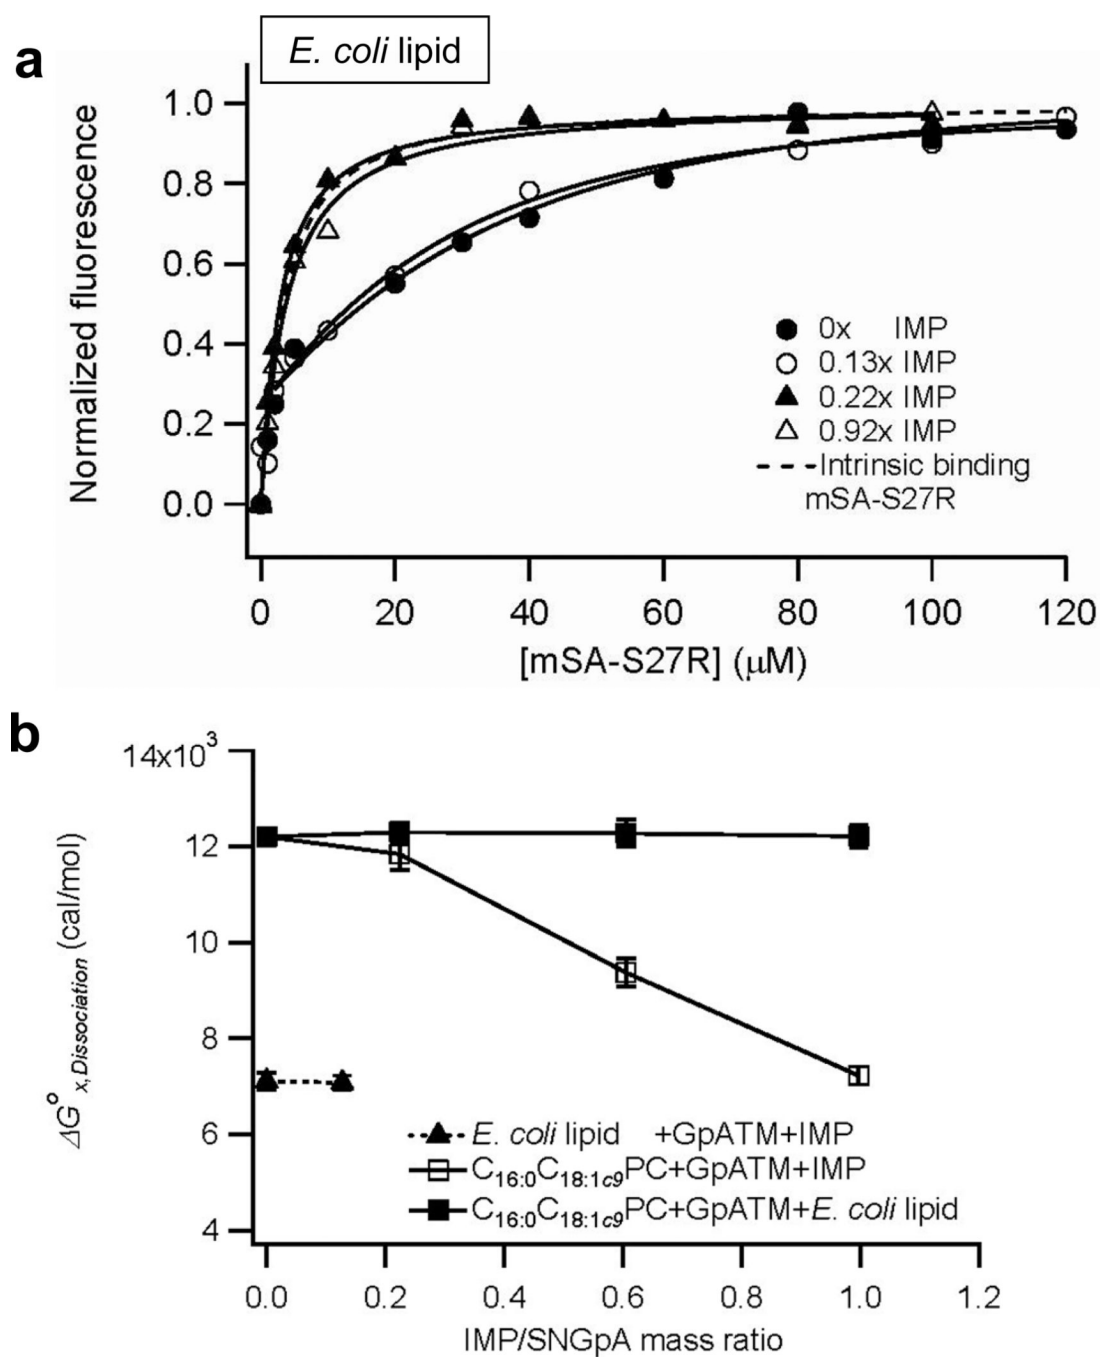 a
E. coli lipid
Normalized fluorescence
1.0
0.8
0.6
0.4
0.2
0.0
0x IMP
0.13x IMP
0.22x IMP
0.92x IMP
Intrinsic binding
mSA-S27R
0 20 40 60 80 100 120
[mSA-S27R] (μM)
b
ΔG°x,Dissociation (cal/mol)
14x10³
12
10
8
6
4
E. coli lipid +GpATM+IMP
C16:0C18:1c9PC+GpATM+IMP
C16:0C18:1c9PC+GpATM+E. coli lipid
0.0 0.2 0.4 0.6 0.8 1.0 1.2
IMP/SNGpA mass ratio